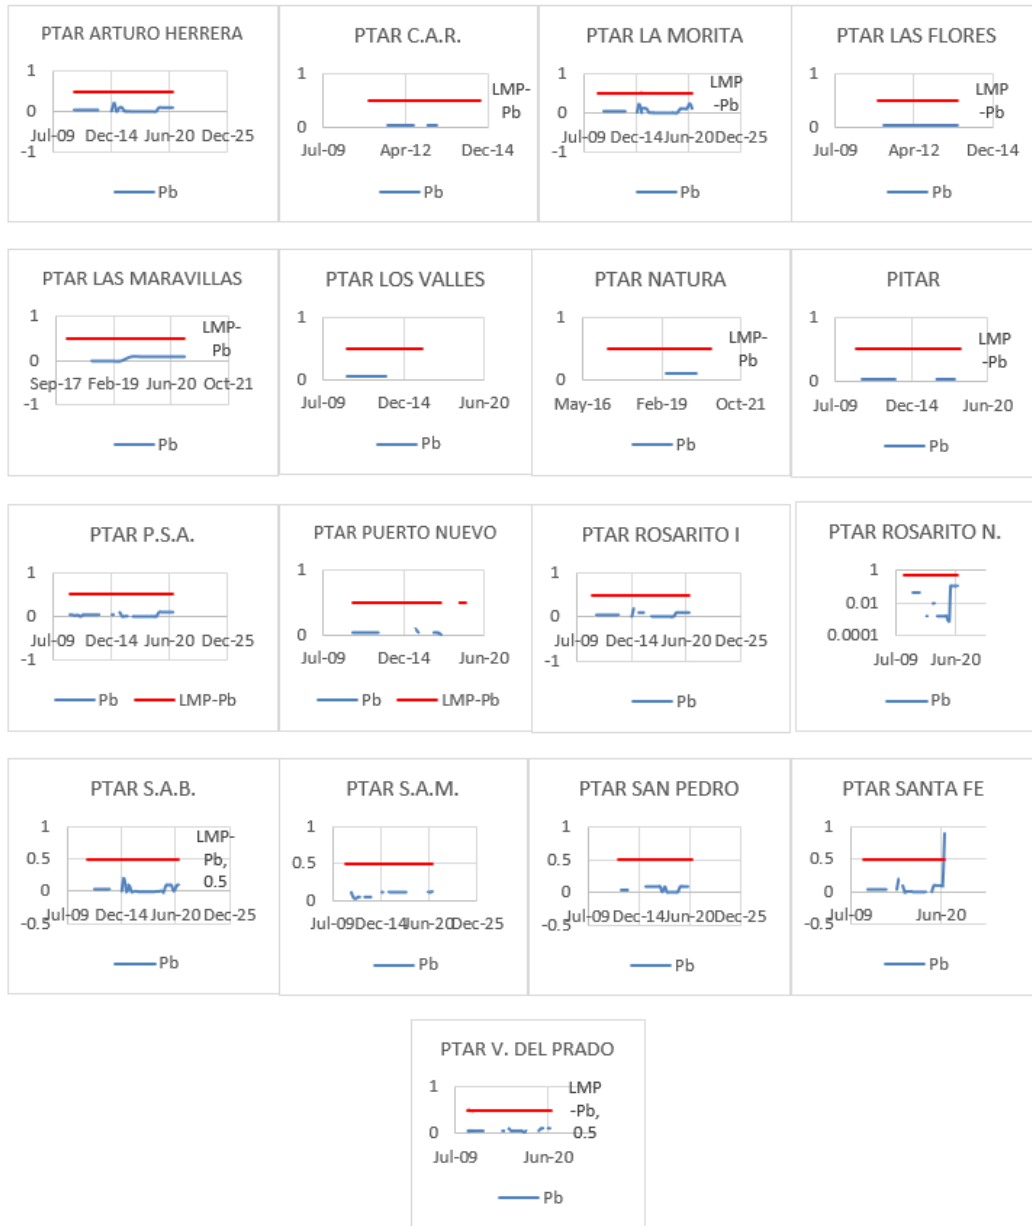 PTAR ARTURO HERRERA
1
0
-1
Jul-09 Dec-14 Jun-20 Dec-25
Pb
PTAR C.A.R.
1
0
Jul-09 Apr-12 Dec-14
LMP-
Pb
Pb
PTAR LA MORITA
1
0
-1
Jul-09 Dec-14 Jun-20 Dec-25
LMP
-Pb
Pb
PTAR LAS FLORES
1
0
Jul-09 Apr-12 Dec-14
LMP
-Pb
Pb
PTAR LAS MARAVILLAS
1
0
-1
Sep-17 Feb-19 Jun-20 Oct-21
LMP-
Pb
Pb
PTAR LOS VALLES
1
0
Jul-09 Dec-14 Jun-20
Pb
PTAR NATURA
1
0
May-16 Feb-19 Oct-21
LMP-
Pb
Pb
PITAR
1
0
Jul-09 Dec-14 Jun-20
LMP
-Pb
Pb
PTAR P.S.A.
1
0
-1
Jul-09 Dec-14 Jun-20 Dec-25
Pb LMP-Pb
PTAR PUERTO NUEVO
1
0
Jul-09 Dec-14 Jun-20
Pb LMP-Pb
PTAR ROSARITO I
1
0
-1
Jul-09 Dec-14 Jun-20 Dec-25
Pb
PTAR ROSARITO N.
1
0.01
0.0001
Jul-09 Jun-20
Pb
PTAR S.A.B.
1
0.5
0
-0.5
Jul-09 Dec-14 Jun-20 Dec-25
LMP-
Pb,
0.5
Pb
PTAR S.A.M.
1
0.5
0
Jul-09 Dec-14 Jun-20 Dec-25
Pb
PTAR SAN PEDRO
1
0.5
0
-0.5
Jul-09 Dec-14 Jun-20 Dec-25
Pb
PTAR SANTA FE
1
0.5
0
-0.5
Jul-09 Jun-20
Pb
PTAR V. DEL PRADO
1
0
Jul-09 Jun-20
LMP
-Pb,
0.5
Pb